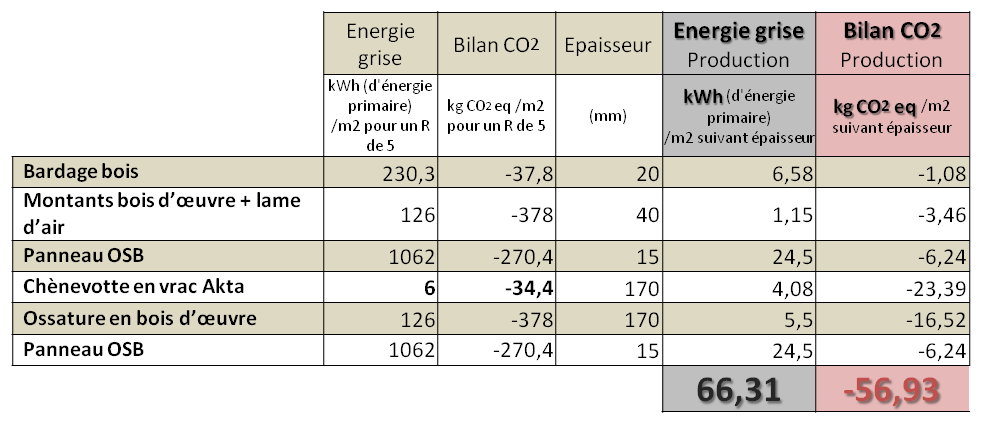 Energie grise Bilan CO2 Epaisseur Energie grise Production Bilan CO2 Production
kWh (d'énergie primaire) /m2 pour un R de 5 kg CO2 eq /m2 pour un R de 5 (mm) kWh (d'énergie primaire) /m2 suivant épaisseur kg CO2 eq /m2 suivant épaisseur
Bardage bois 230,3 -37,8 20 6,58 -1,08
Montants bois d'œuvre + lame d'air 126 -378 40 1,15 -3,46
Panneau OSB 1062 -270,4 15 24,5 -6,24
Chènevotte en vrac Akta 6 -34,4 170 4,08 -23,39
Ossature en bois d'œuvre 126 -378 170 5,5 -16,52
Panneau OSB 1062 -270,4 15 24,5 -6,24
66,31 -56,93